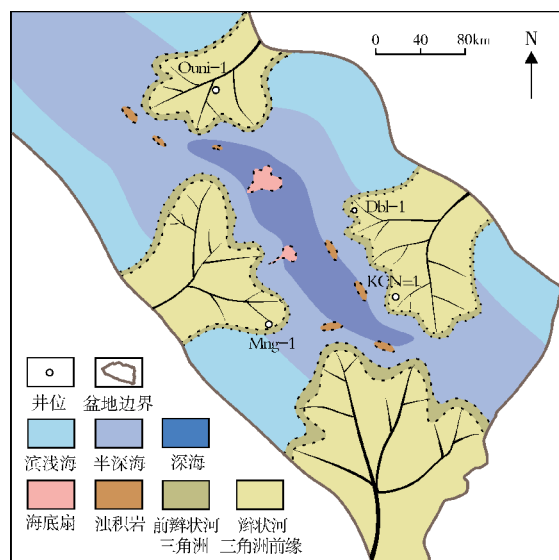 0 40 80km
N
Ouni-1
Dbl-1
KCN=1
Mng-1
井位
盆地边界
滨浅海
半深海
深海
海底扇
浊积岩
前辫状河
三角洲
辫状河
三角洲前缘